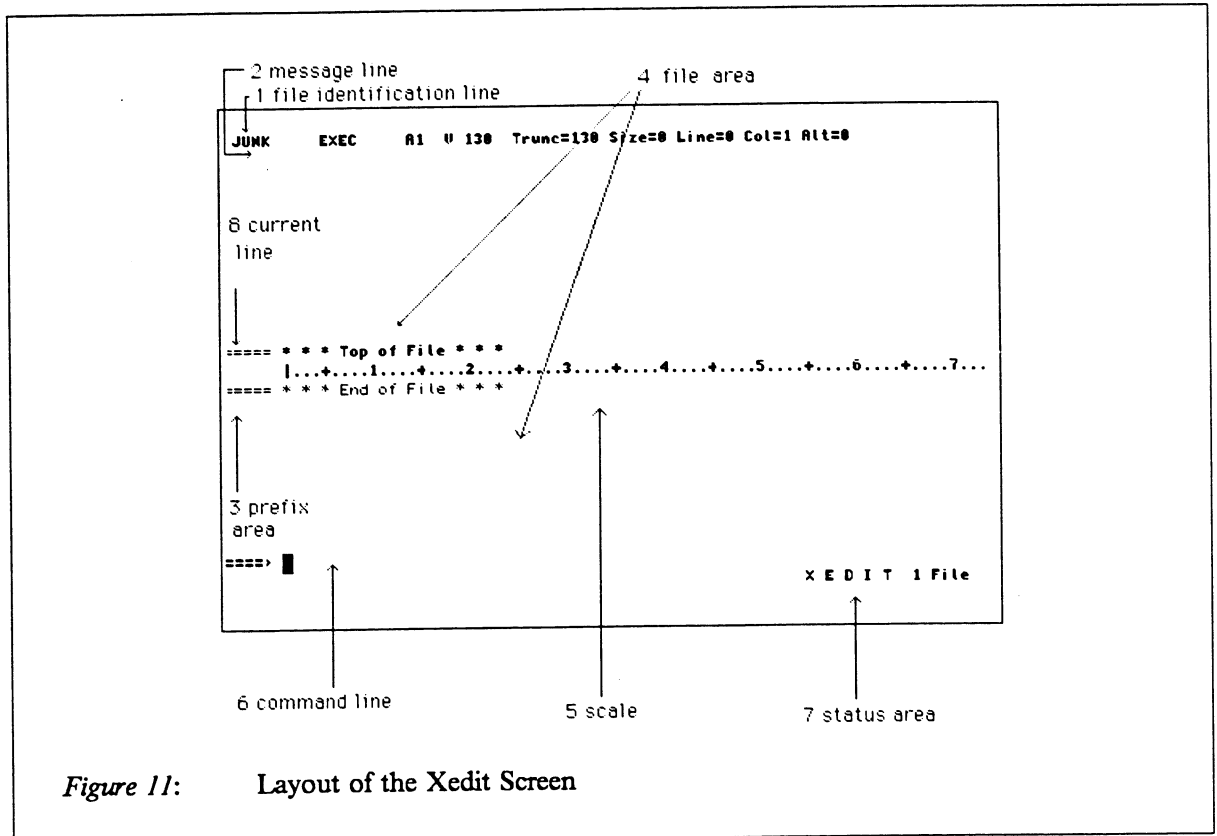 2 message line
1 file identification line
4 file area
JUNK EXEC A1 V 130 Trunc=130 Size=0 Line=0 Col=1 Alt=0
8 current
line
===== * * * Top of File * * *
|...+....1....+....2....+....3....+....4....+....5....+....6....+....7...
===== * * * End of File * * *
3 prefix
area
====>
X E D I T 1 File
6 command line
5 scale
7 status area
Figure 11: Layout of the Xedit Screen